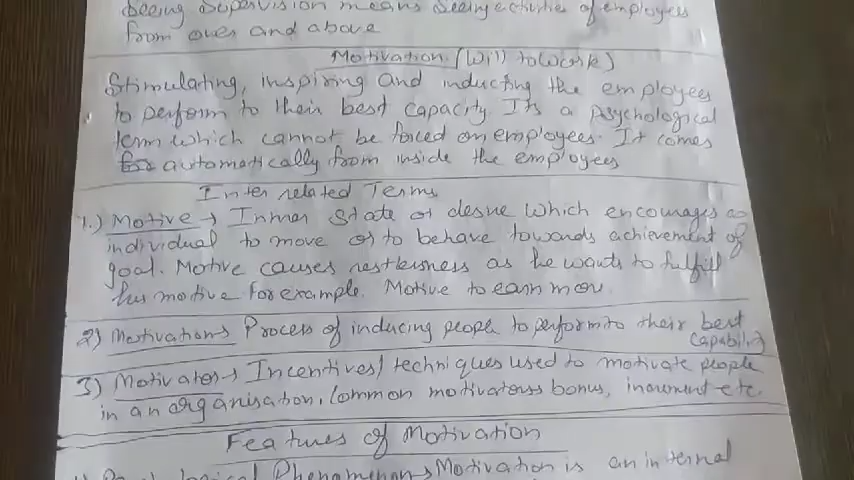 seeing supervision means seeing activities of employees
from over and above
Motivation (Will to work)
Stimulating, inspiring and inducting the employees
to perform to their best capacity. Its a psychological
term which cannot be forced on employees. It comes
automatically from inside the employees
Inter related Terms
1.) Motive → Inner State of desire which encourages an
individual to move or to behave towards achievement of
goal. Motive causes restlessness as he wants to fulfill
his motive for example. Motive to earn mon.
2) Motivation → Process of inducing people to perform to their best
capability
3) Motivators → Incentives/techniques used to motivate people
in an organisation. Common motivators bonus, increment etc.
Features of Motivation
Phenomenon → Motivation is an internal